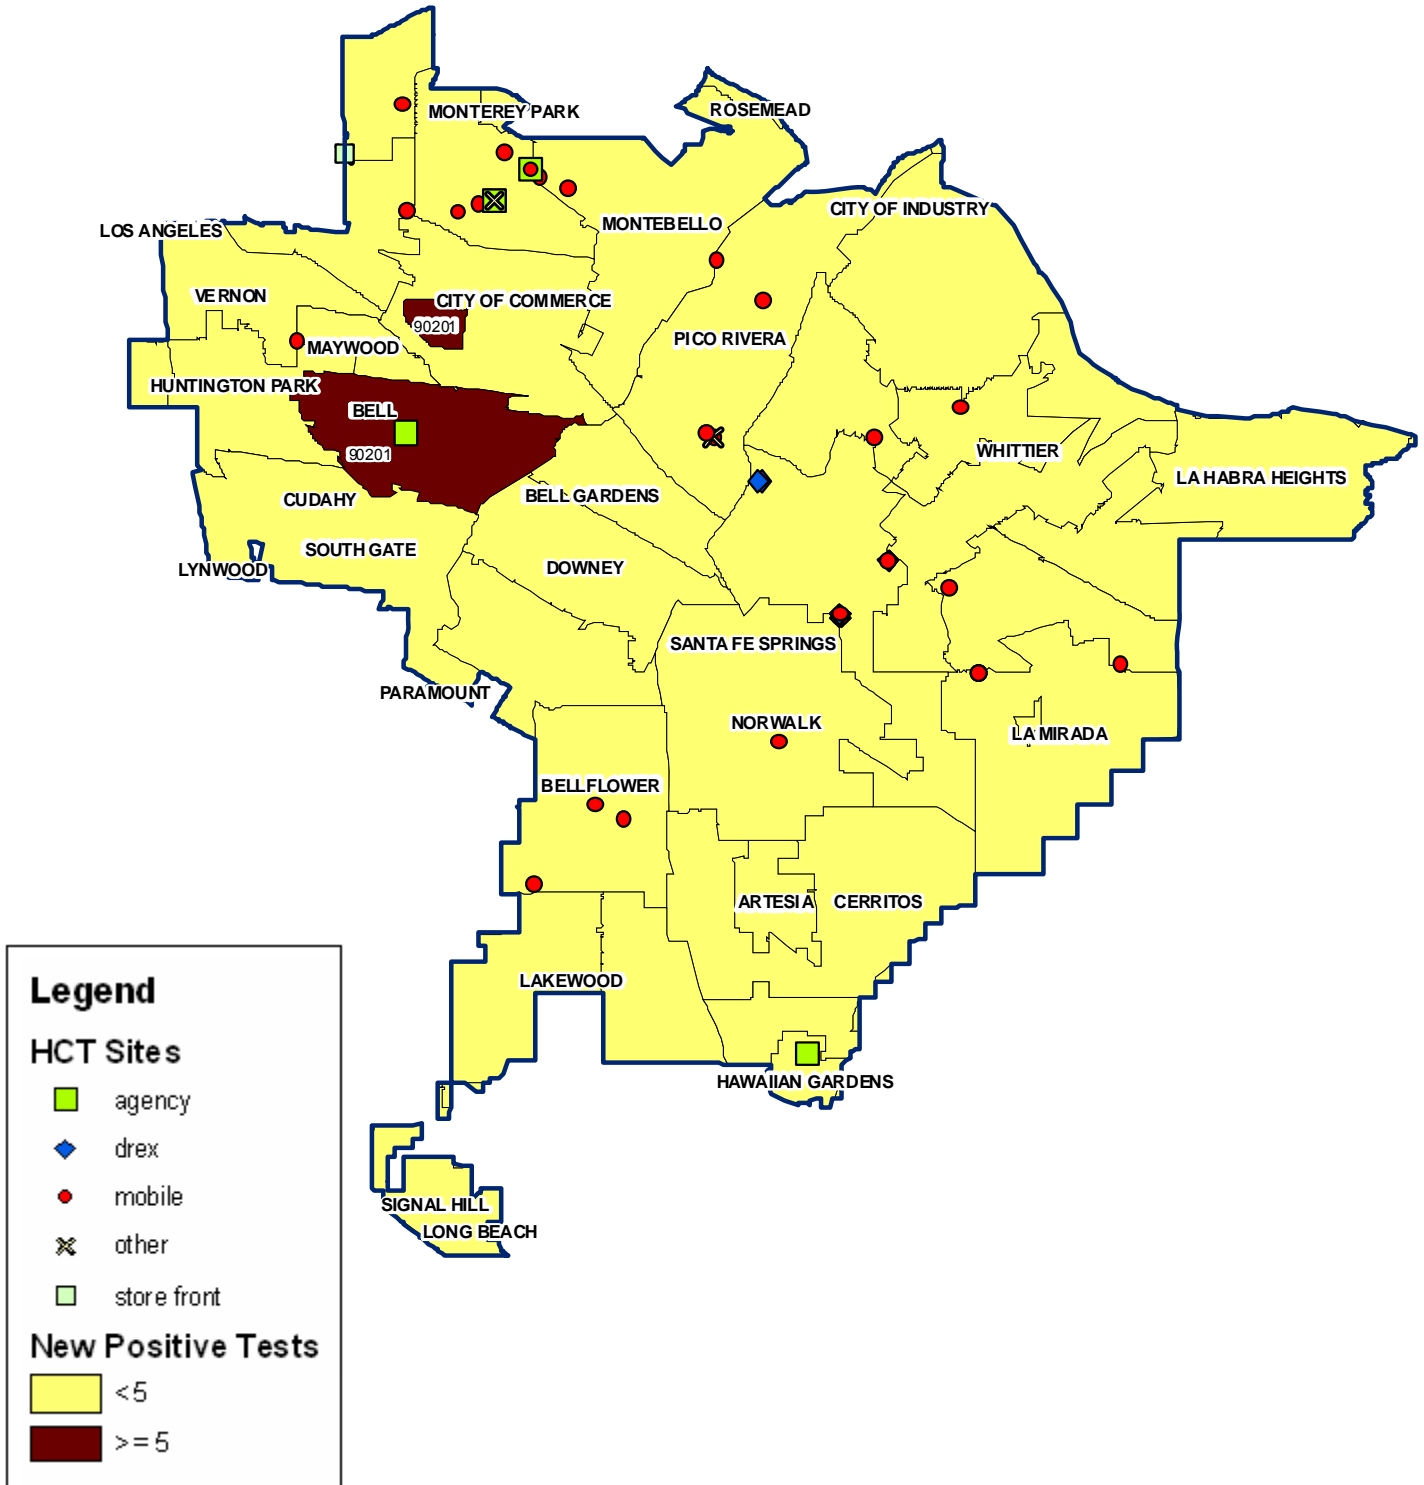 ROSEMEAD
MONTEREY PARK
CITY OF INDUSTRY
MONTEBELLO
LOS ANGELES
VERNON
CITY OF COMMERCE
90201
PICO RIVERA
MAYWOOD
HUNTINGTON PARK
BELL
WHITTIER
90201
LA HABRA HEIGHTS
BELL GARDENS
CUDAHY
SOUTH GATE
DOWNEY
LYNWOOD
SANTA FE SPRINGS
PARAMOUNT
NORWALK
LA MIRADA
BELLFLOWER
ARTESIA
CERRITOS
LAKEWOOD
HAWAIIAN GARDENS
SIGNAL HILL
LONG BEACH
Legend
HCT Sites
agency
drex
mobile
other
store front
New Positive Tests
<5
>=5